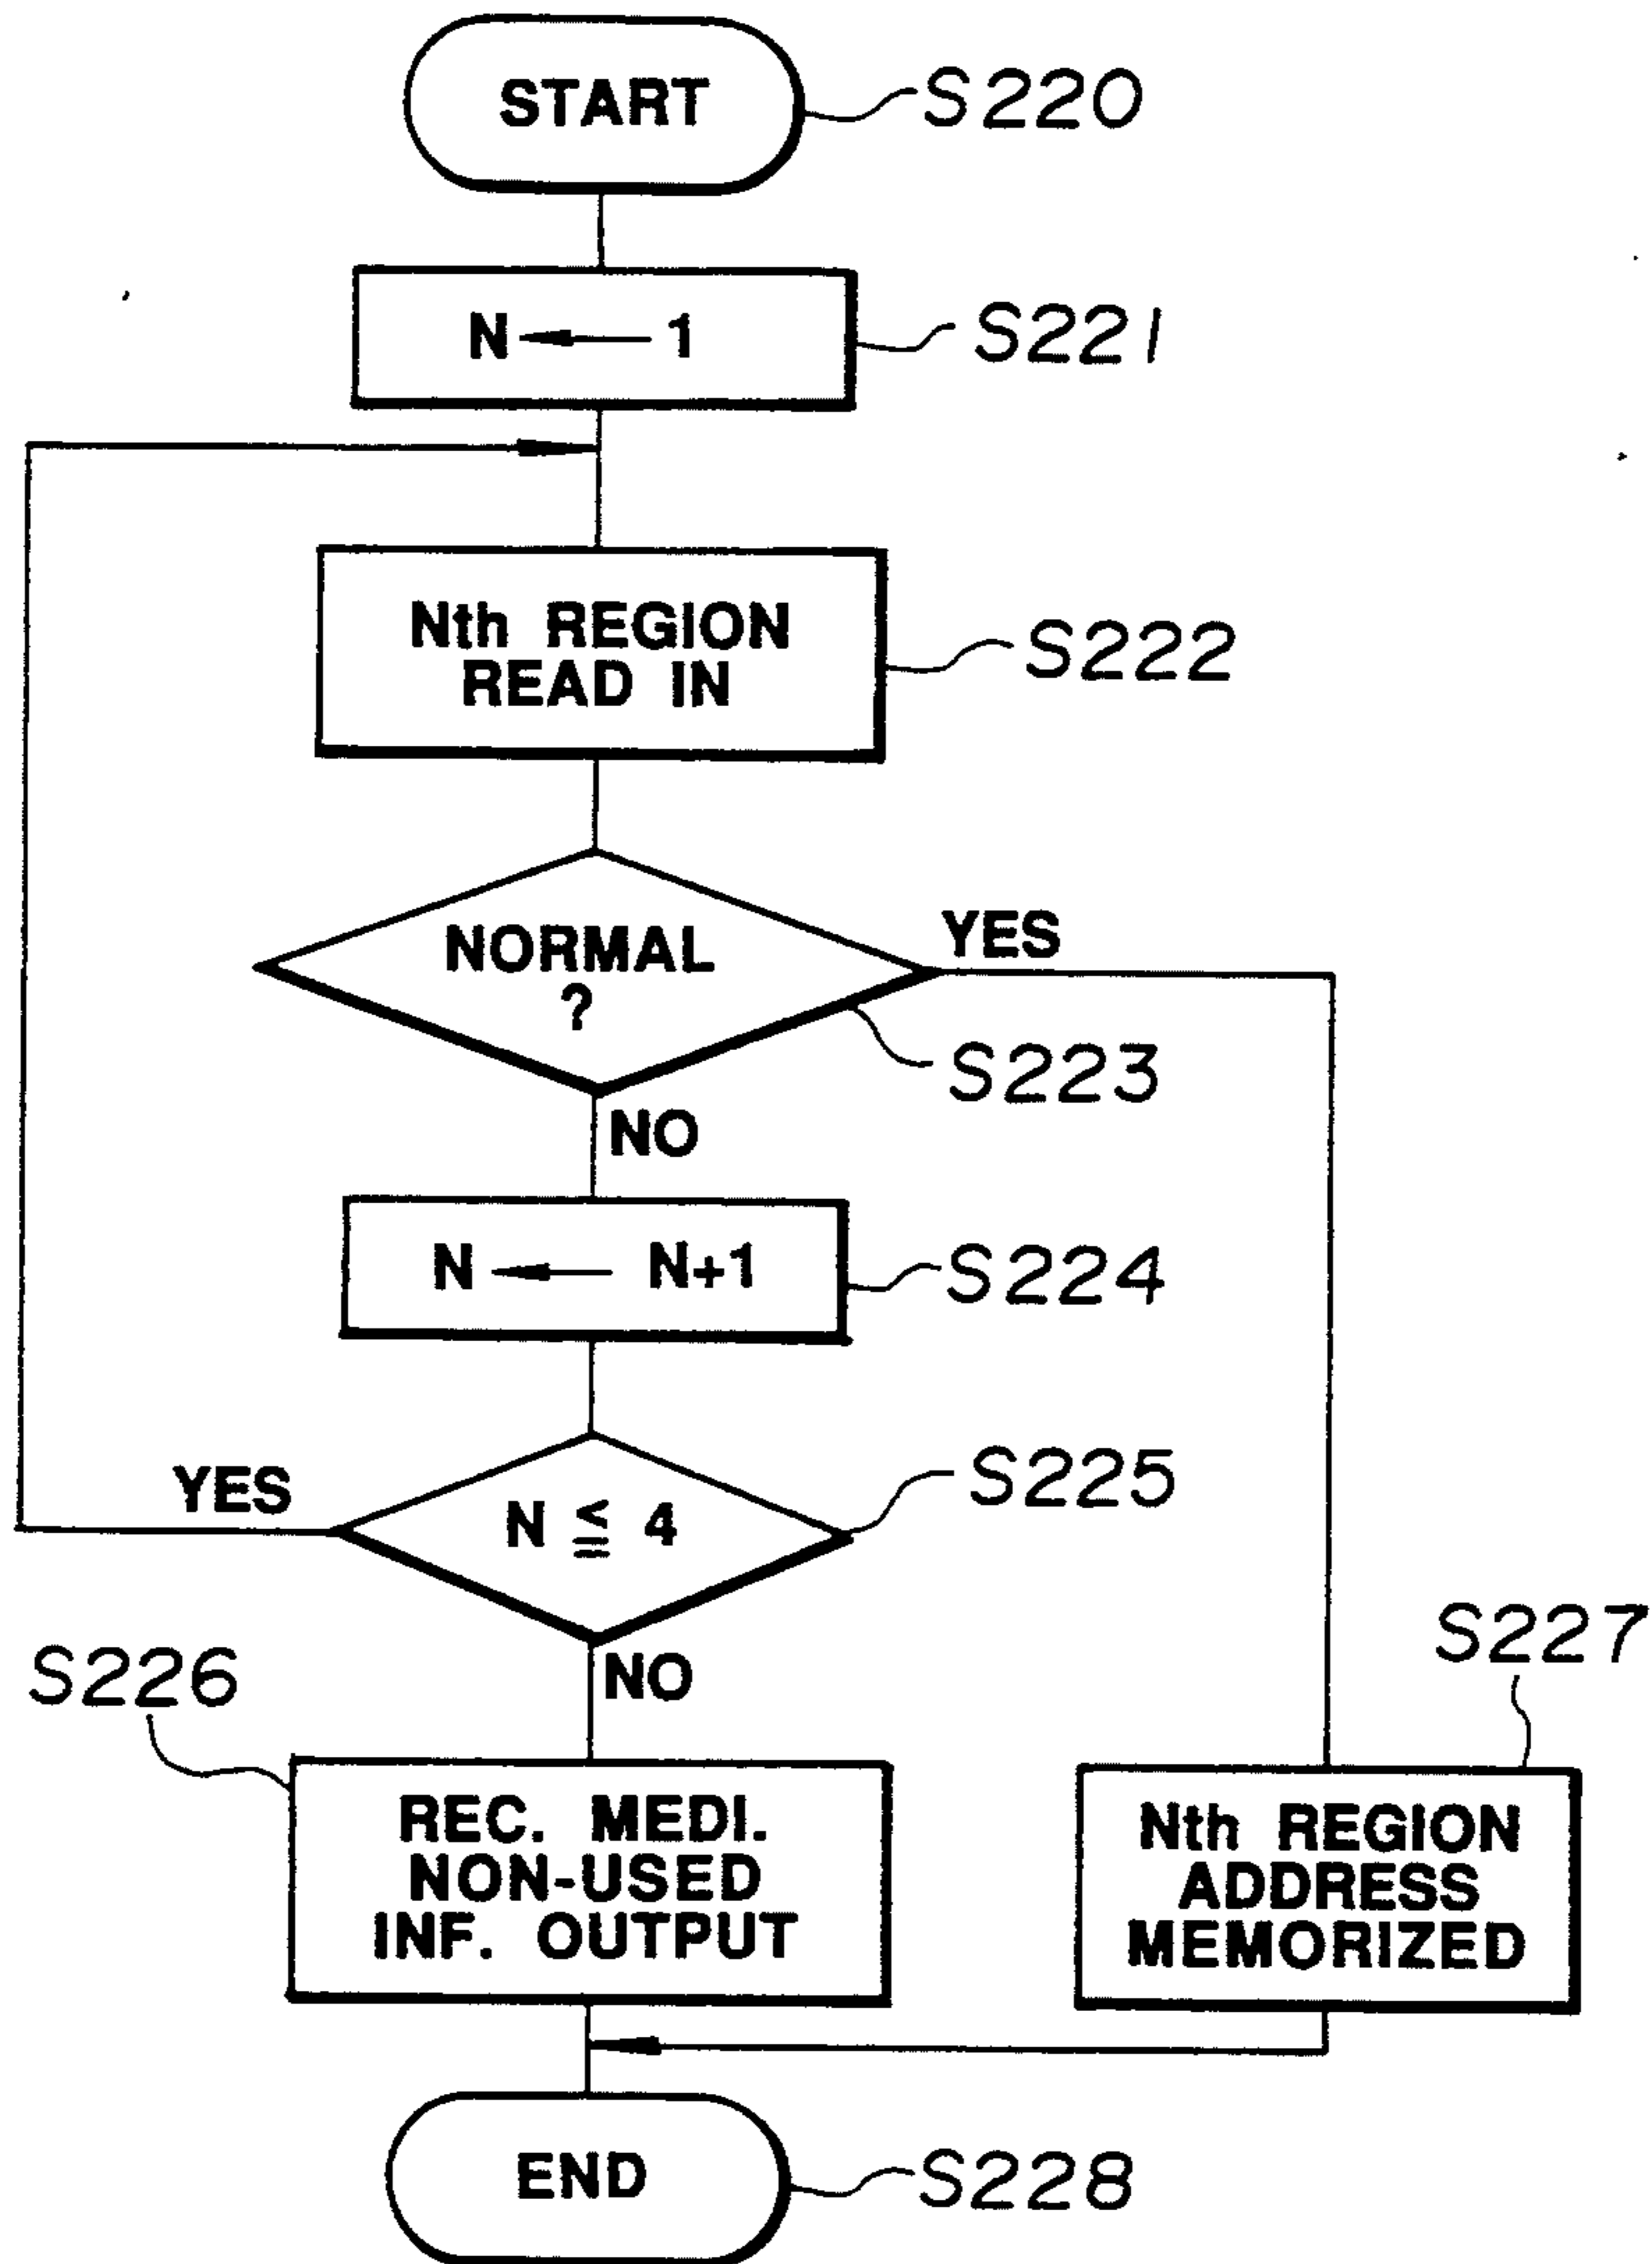 START
S220
N ← 1
S221
Nth REGION
READ IN
S222
NORMAL
?
YES
S223
NO
N ← N+1
S224
YES
N ≦ 4
S225
NO
S226
S227
REC. MEDI.
NON-USED
INF. OUTPUT
Nth REGION
ADDRESS
MEMORIZED
END
S228